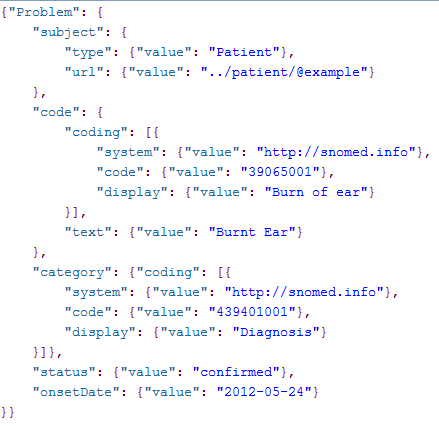 {"Problem": {
    "subject": {
        "type": {"value": "Patient"},
        "url": {"value": "../patient/@example"}
    },
    "code": {
        "coding": [{
            "system": {"value": "http://snomed.info"},
            "code": {"value": "39065001"},
            "display": {"value": "Burn of ear"}
        }],
        "text": {"value": "Burnt Ear"}
    },
    "category": {"coding": [{
        "system": {"value": "http://snomed.info"},
        "code": {"value": "439401001"},
        "display": {"value": "Diagnosis"}
    }]},
    "status": {"value": "confirmed"},
    "onsetDate": {"value": "2012-05-24"}
}}